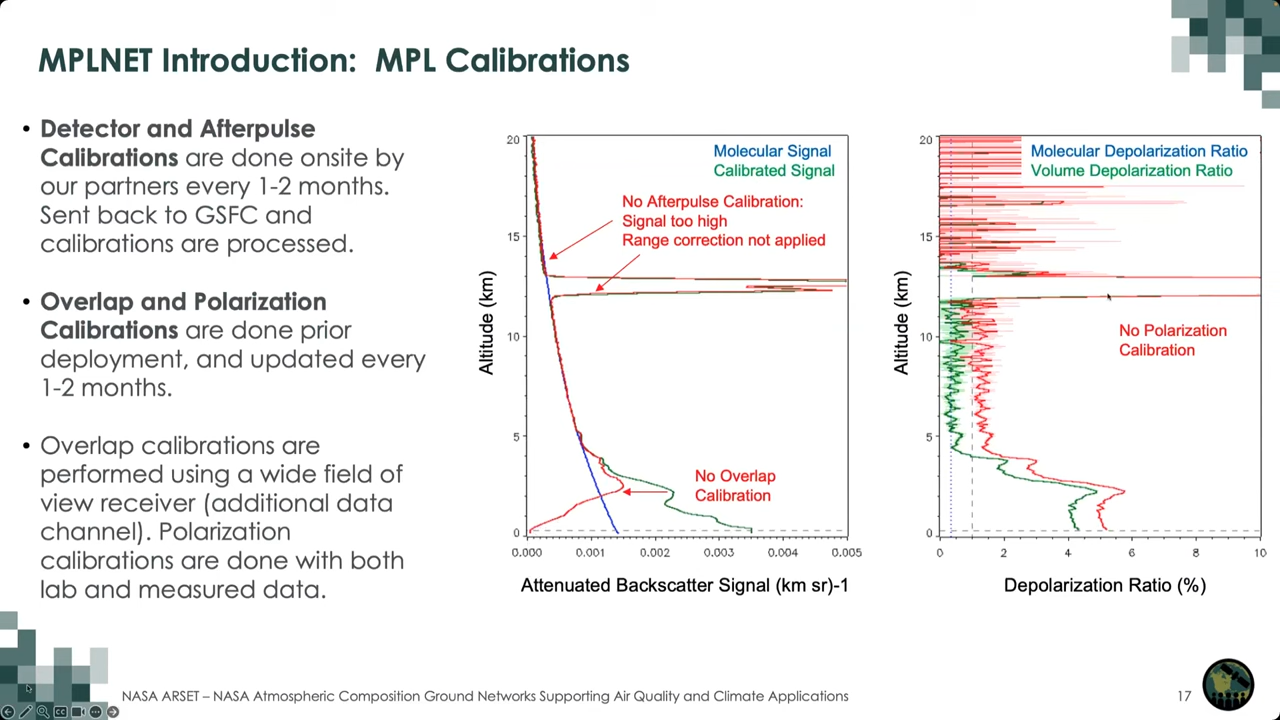 MPLNET Introduction: MPL Calibrations
• Detector and Afterpulse
Calibrations are done onsite by
our partners every 1-2 months.
Sent back to GSFC and
calibrations are processed.
• Overlap and Polarization
Calibrations are done prior
deployment, and updated every
1-2 months.
• Overlap calibrations are
performed using a wide field of
view receiver (additional data
channel). Polarization
calibrations are done with both
lab and measured data.
Molecular Signal
Calibrated Signal
No Afterpulse Calibration:
Signal too high
Range correction not applied
No Overlap
Calibration
Altitude (km)
20
15
10
5
0
0.000 0.001 0.002 0.003 0.004 0.005
Attenuated Backscatter Signal (km sr)-1
Molecular Depolarization Ratio
Volume Depolarization Ratio
No Polarization
Calibration
Altitude (km)
20
15
10
5
0
0 2 4 6 8 10
Depolarization Ratio (%)
NASA ARSET – NASA Atmospheric Composition Ground Networks Supporting Air Quality and Climate Applications
17
CC